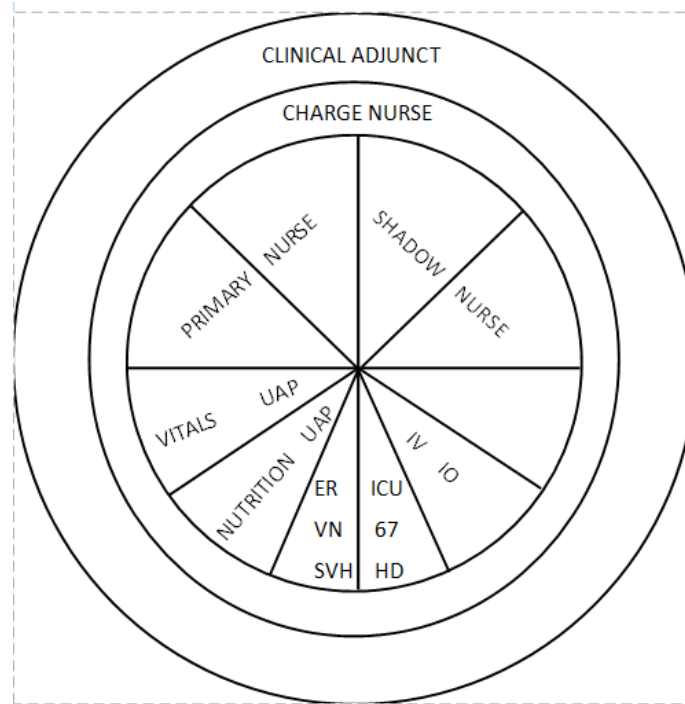 CLINICAL ADJUNCT
CHARGE NURSE
PRIMARY NURSE
SHADOW NURSE
VITALS UAP
NUTRITION UAP
ER
VN
SVH
ICU
67
HD
IV IO